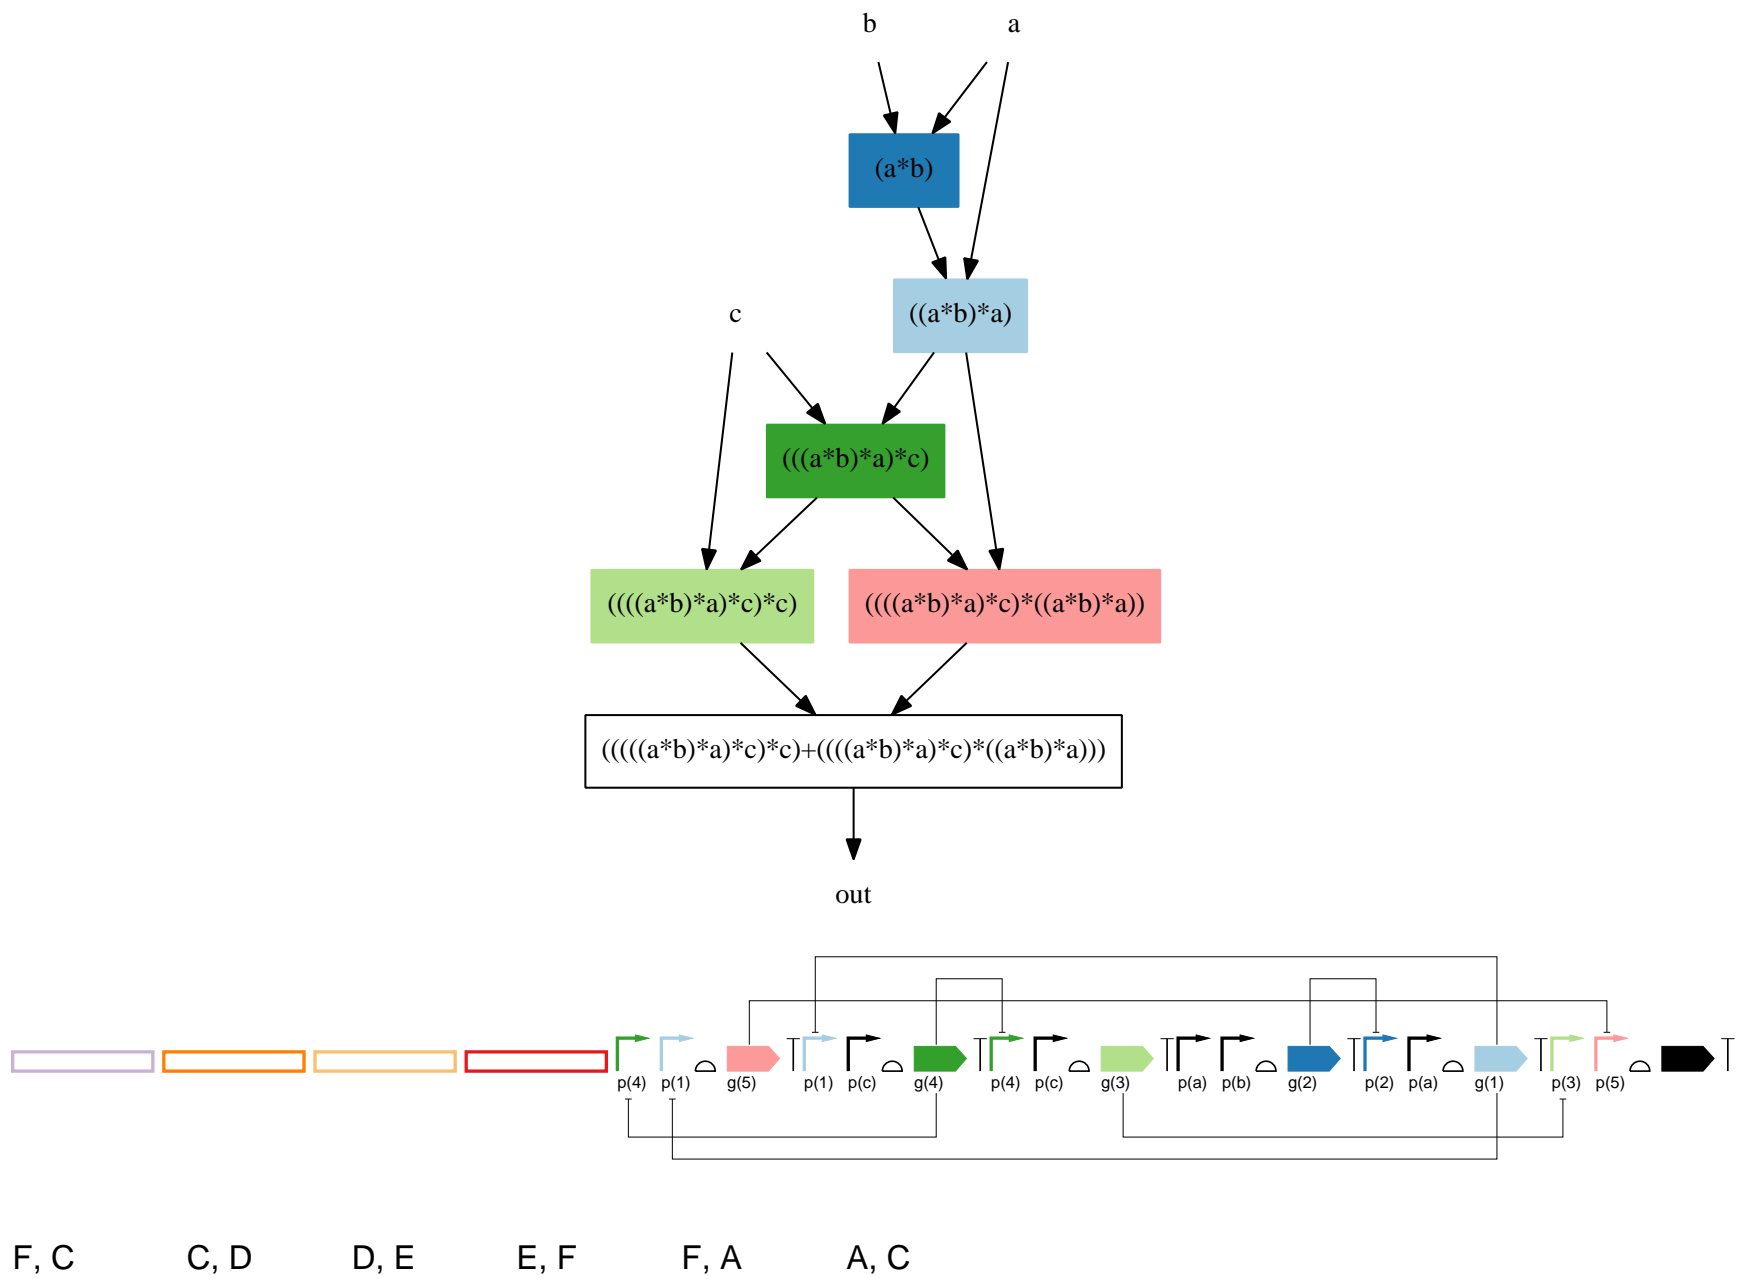 b a
(a*b)
c ((a*b)*a)
(((a*b)*a)*c)
((((a*b)*a)*c)*c) ((((a*b)*a)*c)*((a*b)*a))
(((((a*b)*a)*c)*c)+((((a*b)*a)*c)*((a*b)*a)))
out
p(4) p(1) g(5) p(1) p(c) g(4) p(4) p(c) g(3) p(a) p(b) g(2) p(2) p(a) g(1) p(3) p(5)
F, C C, D D, E E, F F, A A, C